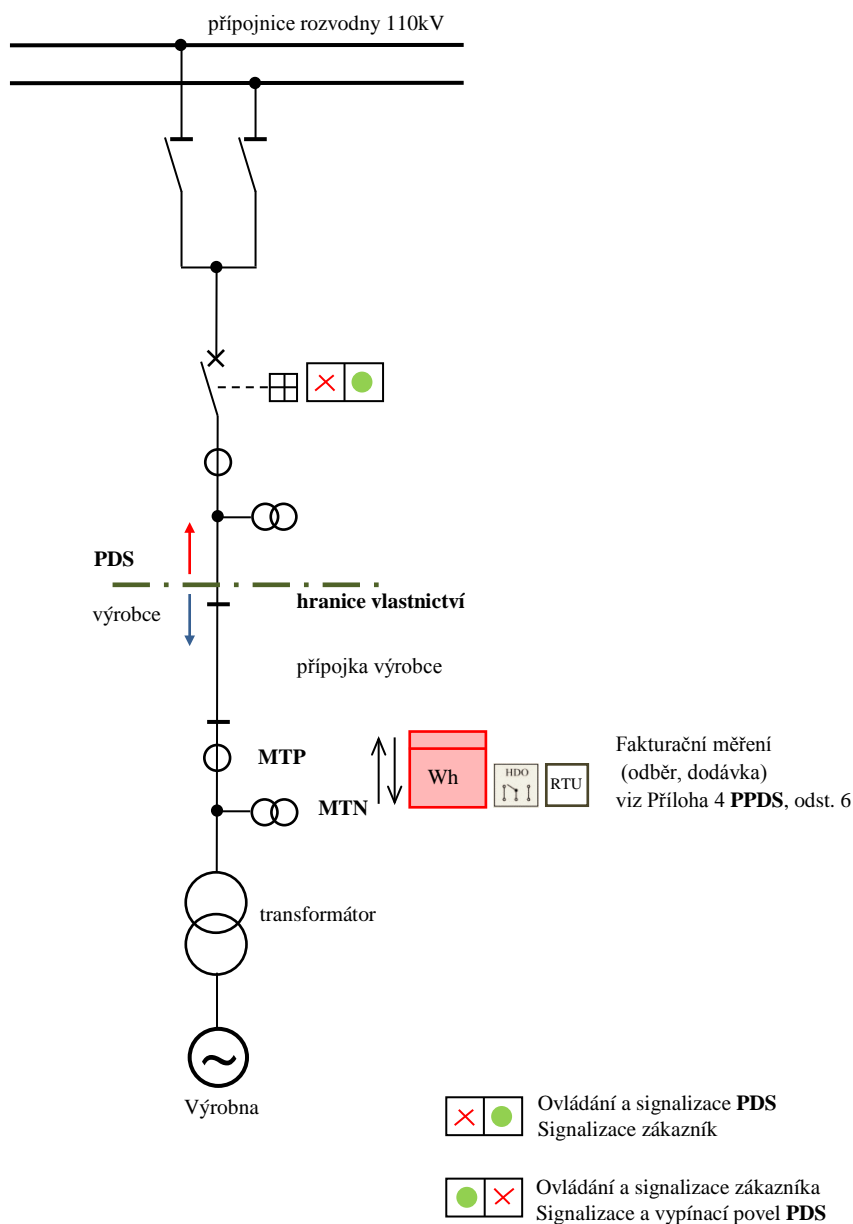 přípojnice rozvodny 110kV
PDS
výrobce
hranice vlastnictví
přípojka výrobce
MTP
MTN
Wh
HDO
RTU
Fakturační měření
(odběr, dodávka)
viz Příloha 4 PPDS, odst. 6
transformátor
Výrobna
Ovládání a signalizace PDS
Signalizace zákazník
Ovládání a signalizace zákazníka
Signalizace a vypínací povel PDS